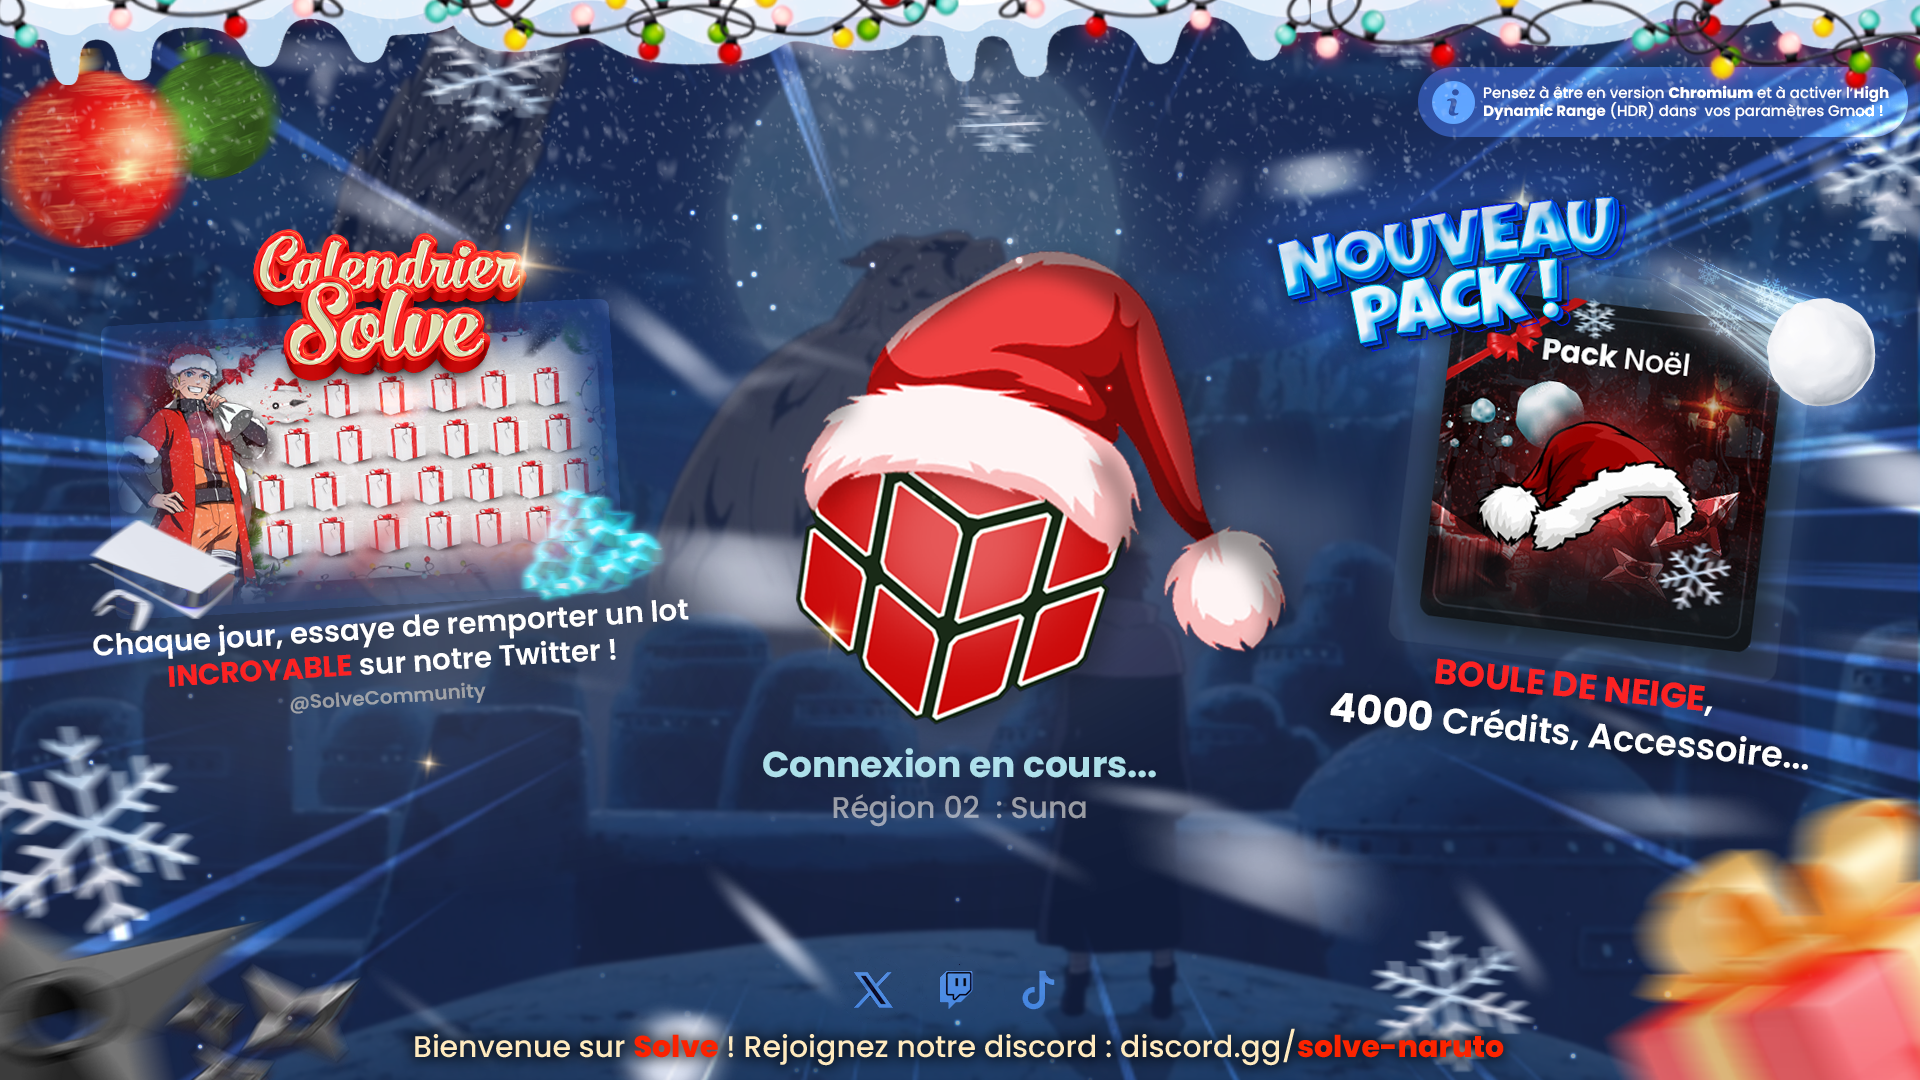 Pensez à être en version Chromium et à activer l'High
Dynamic Range (HDR) dans vos paramètres Gmod !
Calendrier
Solve
Chaque jour, essaye de remporter un lot
INCROYABLE sur notre Twitter !
@SolveCommunity
NOUVEAU
PACK !
Pack Noël
BOULE DE NEIGE,
4000 Crédits, Accessoire...
Connexion en cours...
Région 02 : Suna
Bienvenue sur Solve ! Rejoignez notre discord : discord.gg/solve-naruto